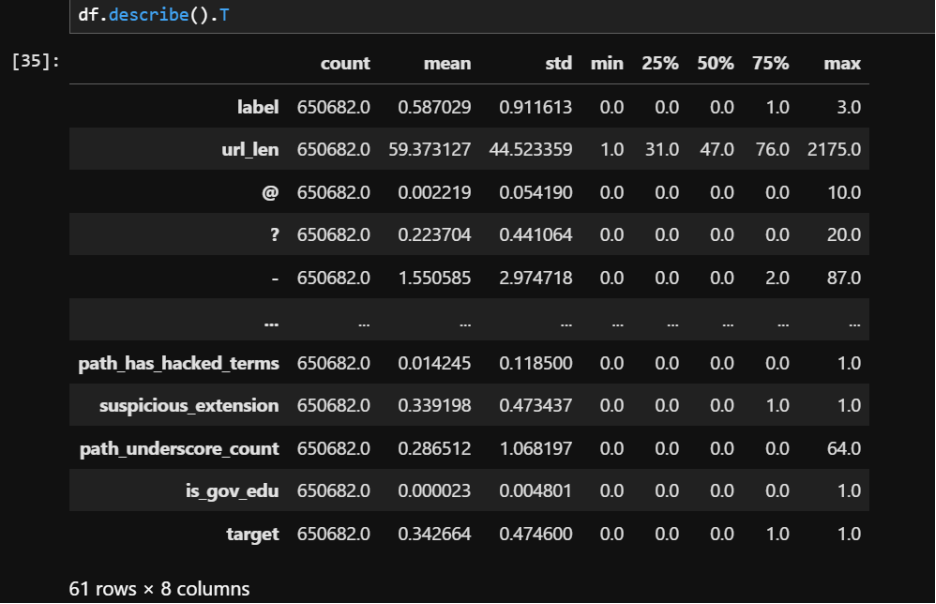 df.describe().T
[35]:
count mean std min 25% 50% 75% max
label 650682.0 0.587029 0.911613 0.0 0.0 0.0 1.0 3.0
url_len 650682.0 59.373127 44.523359 1.0 31.0 47.0 76.0 2175.0
@ 650682.0 0.002219 0.054190 0.0 0.0 0.0 0.0 10.0
? 650682.0 0.223704 0.441064 0.0 0.0 0.0 0.0 20.0
- 650682.0 1.550585 2.974718 0.0 0.0 0.0 2.0 87.0
... ... ... ... ... ... ... ... ...
path_has_hacked_terms 650682.0 0.014245 0.118500 0.0 0.0 0.0 0.0 1.0
suspicious_extension 650682.0 0.339198 0.473437 0.0 0.0 0.0 1.0 1.0
path_underscore_count 650682.0 0.286512 1.068197 0.0 0.0 0.0 0.0 64.0
is_gov_edu 650682.0 0.000023 0.004801 0.0 0.0 0.0 0.0 1.0
target 650682.0 0.342664 0.474600 0.0 0.0 0.0 1.0 1.0
61 rows × 8 columns